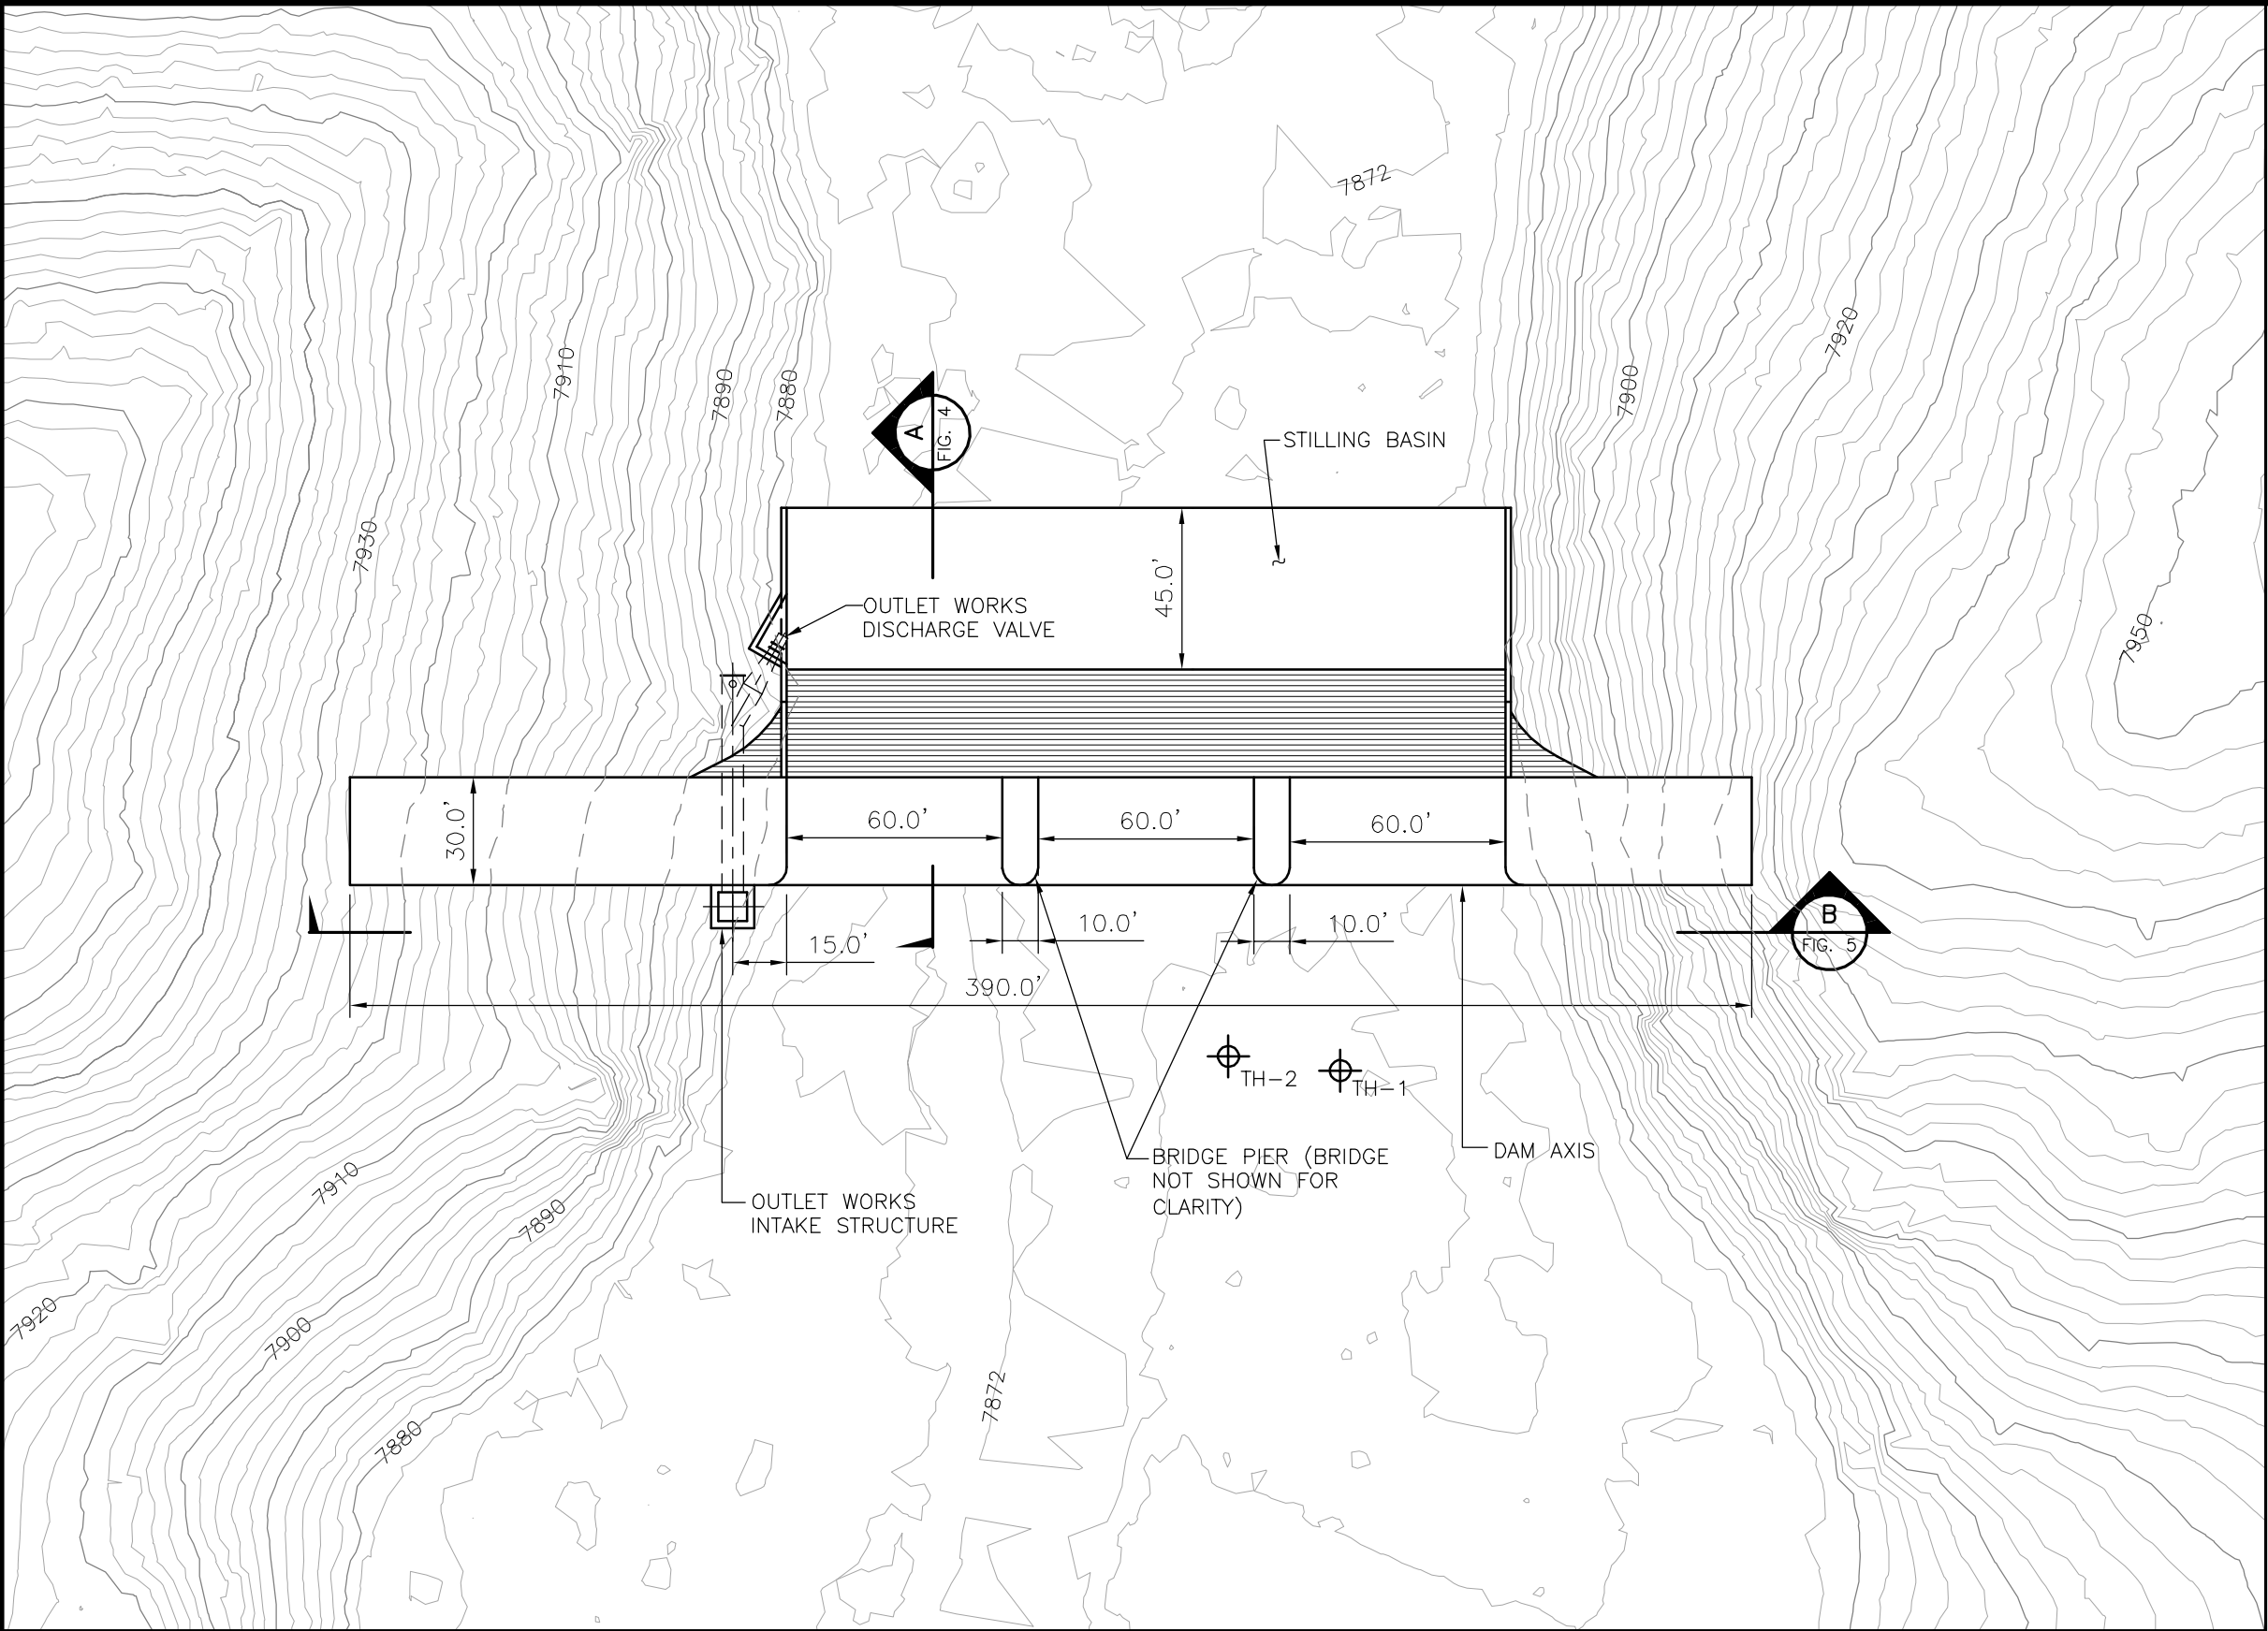 7872
7920
7910
7900
7890
7880
A
FIG. 4
STILLING BASIN
7930
45.0'
OUTLET WORKS
DISCHARGE VALVE
7950
30.0'
60.0'
60.0'
60.0'
10.0'
10.0'
15.0'
B
FIG. 5
390.0'
TH-2
TH-1
BRIDGE PIER (BRIDGE
NOT SHOWN FOR
CLARITY)
DAM AXIS
OUTLET WORKS
INTAKE STRUCTURE
7910
7890
7920
7900
7872
7880